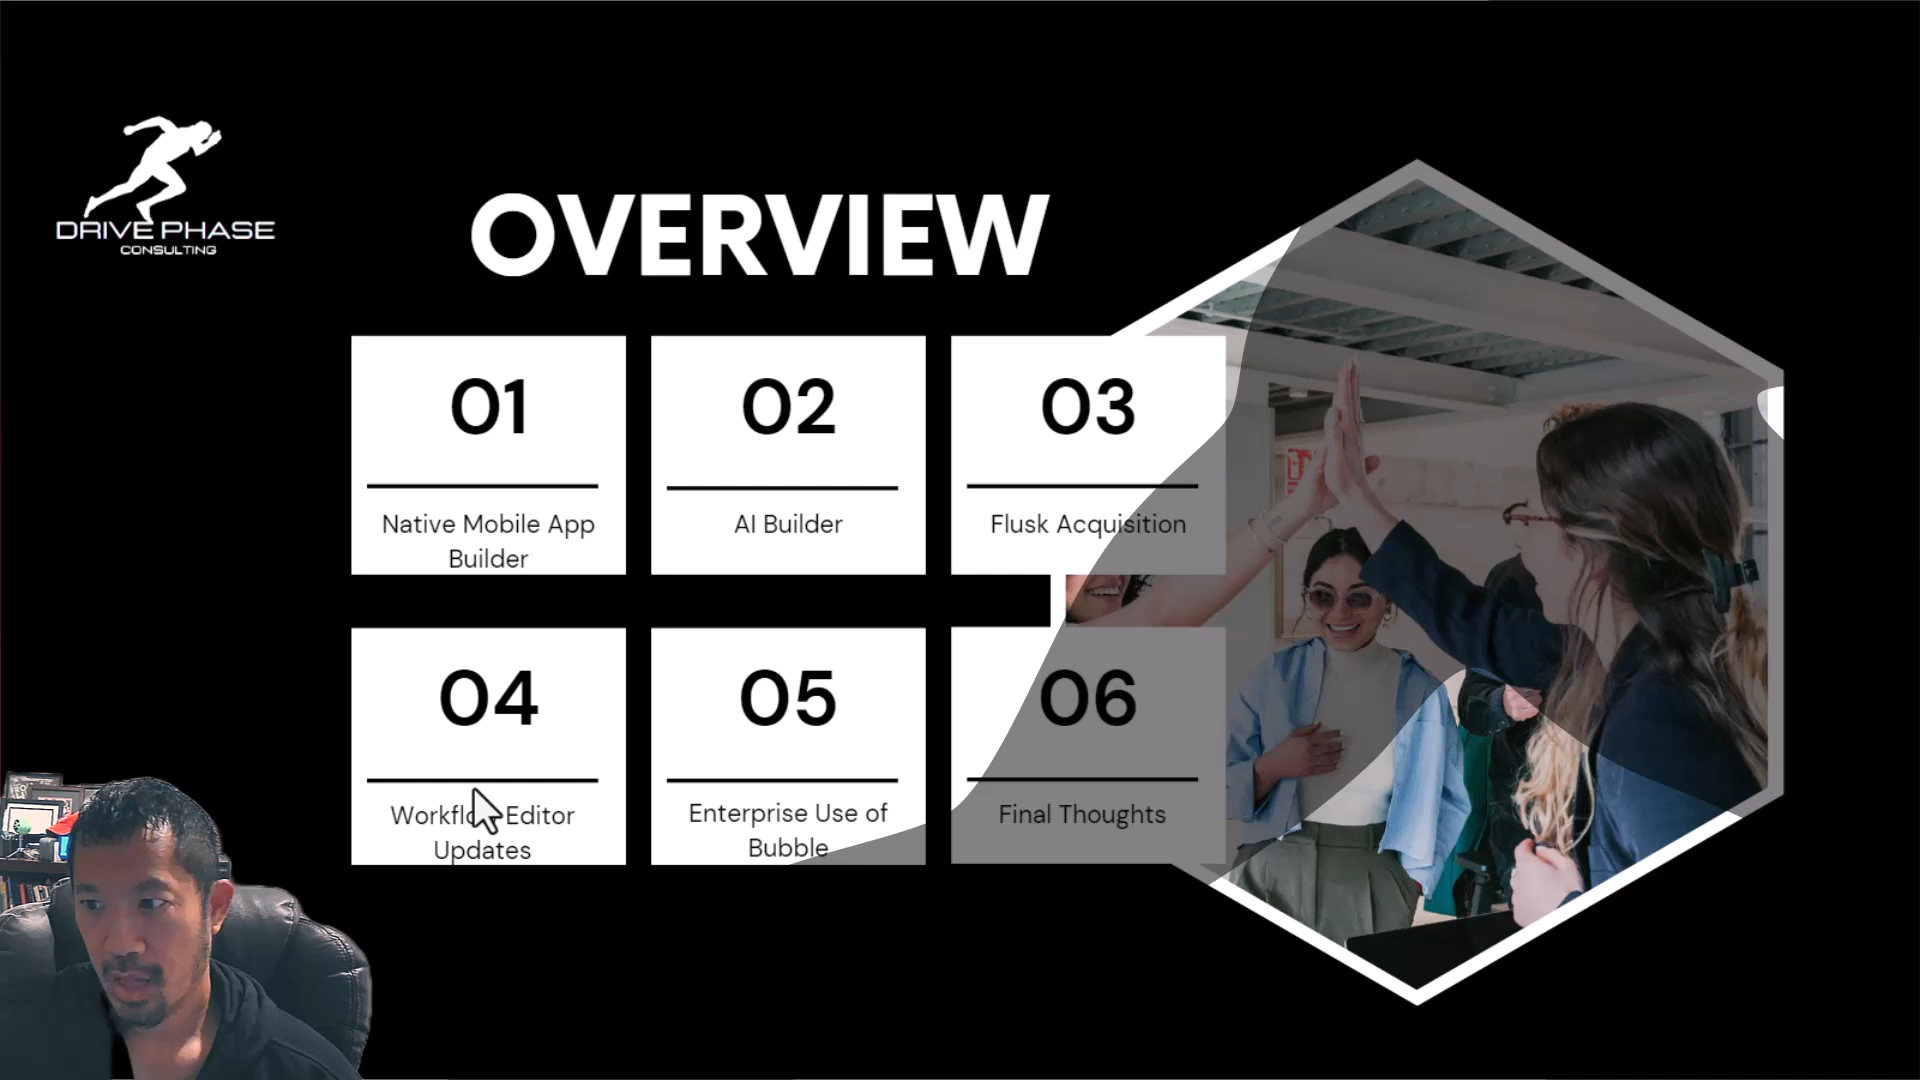 DRIVE PHASE
CONSULTING
OVERVIEW
01
Native Mobile App
Builder
02
AI Builder
03
Flusk Acquisition
04
Workflow Editor
Updates
05
Enterprise Use of
Bubble
06
Final Thoughts